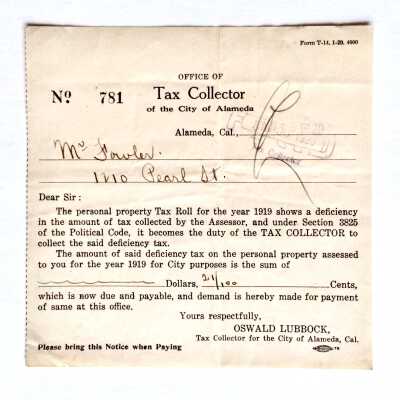 Form T-14, 1-20, 4000
OFFICE OF
No. 781 Tax Collector
of the City of Alameda
Alameda, Cal.,
Mr Fowler.
1210 Pearl St.
Dear Sir:
The personal property Tax Roll for the year 1919 shows a deficiency
in the amount of tax collected by the Assessor, and under Section 3825
of the Political Code, it becomes the duty of the TAX COLLECTOR to
collect the said deficiency tax.
The amount of said deficiency tax on the personal property assessed
to you for the year 1919 for City purposes is the sum of
Dollars, 21/100 Cents,
which is now due and payable, and demand is hereby made for payment
of same at this office.
Yours respectfully,
OSWALD LUBBOCK,
Tax Collector for the City of Alameda, Cal.
Please bring this Notice when Paying